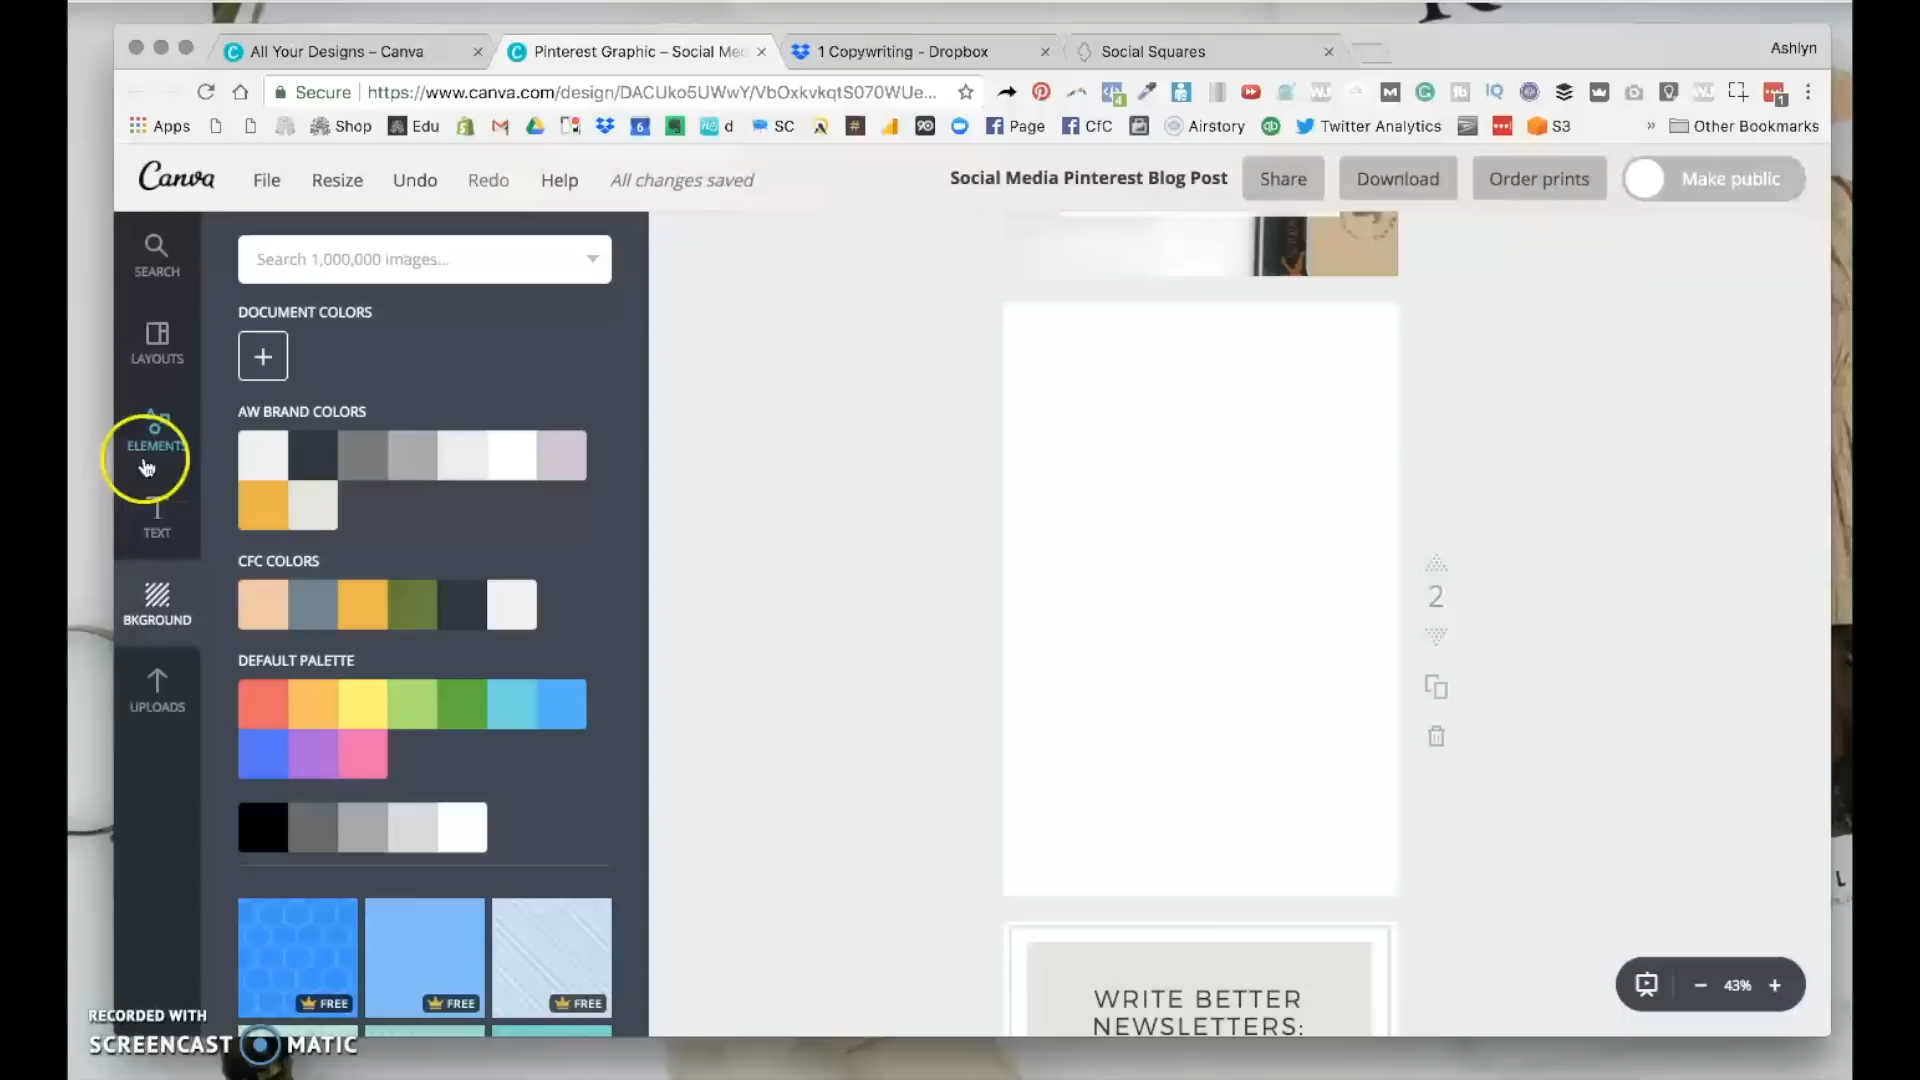 All Your Designs – Canva
Pinterest Graphic – Social Med
1 Copywriting - Dropbox
Social Squares
Ashlyn
Secure
https://www.canva.com/design/DACUko5UWwY/VbOxkvkqtS070WUe...
Apps
Shop
Edu
d
SC
Page
CfC
Airstory
Twitter Analytics
S3
»
Other Bookmarks
Canva
File
Resize
Undo
Redo
Help
All changes saved
Social Media Pinterest Blog Post
Share
Download
Order prints
Make public
SEARCH
LAYOUTS
ELEMENTS
TEXT
BKGROUND
UPLOADS
Search 1,000,000 images...
DOCUMENT COLORS
+
AW BRAND COLORS
CFC COLORS
DEFAULT PALETTE
FREE
FREE
FREE
2
WRITE BETTER
NEWSLETTERS:
− 43% +
RECORDED WITH
SCREENCAST MATIC